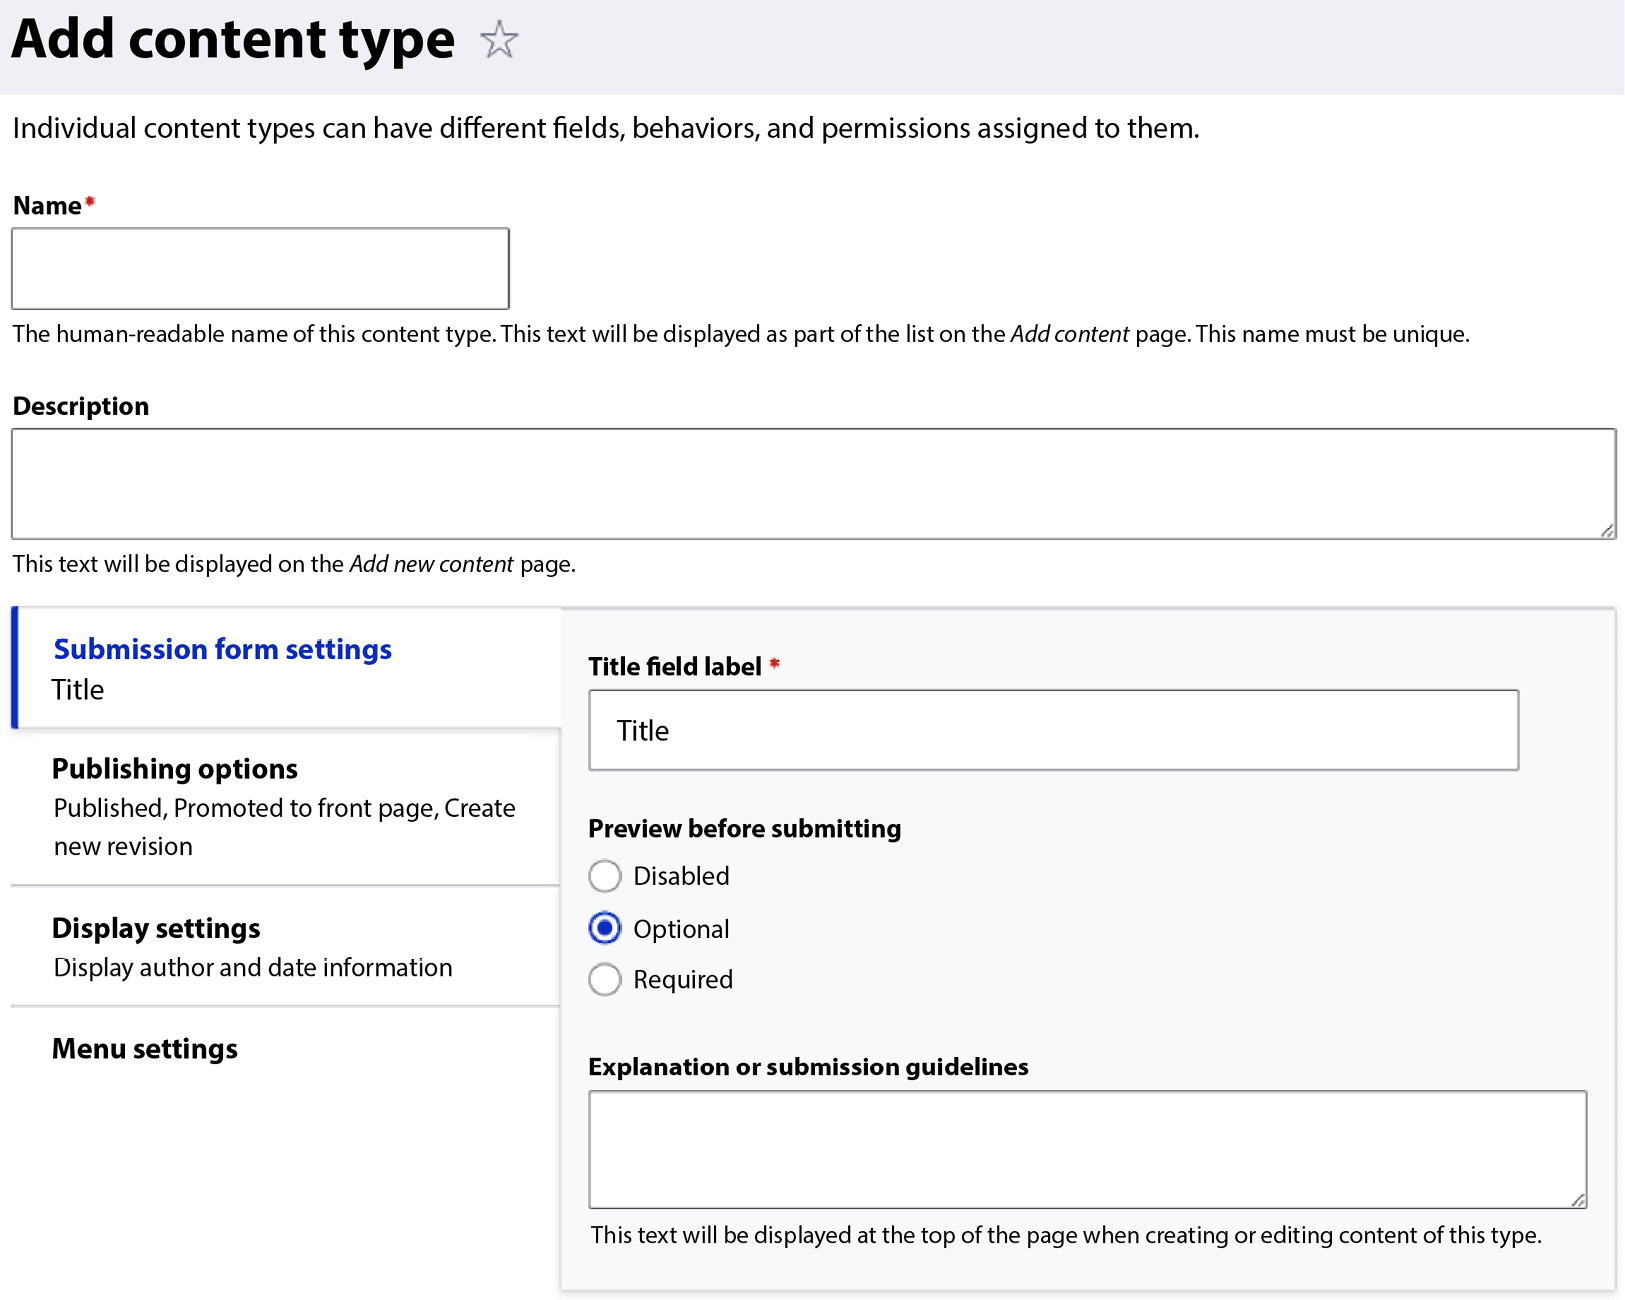 Add content type
Individual content types can have different fields, behaviors, and permissions assigned to them.
Name*
The human-readable name of this content type. This text will be displayed as part of the list on the Add content page. This name must be unique.
Description
This text will be displayed on the Add new content page.
Submission form settings
Title
Publishing options
Published, Promoted to front page, Create
new revision
Display settings
Display author and date information
Menu settings
Title field label *
Title
Preview before submitting
Disabled
Optional
Required
Explanation or submission guidelines
This text will be displayed at the top of the page when creating or editing content of this type.